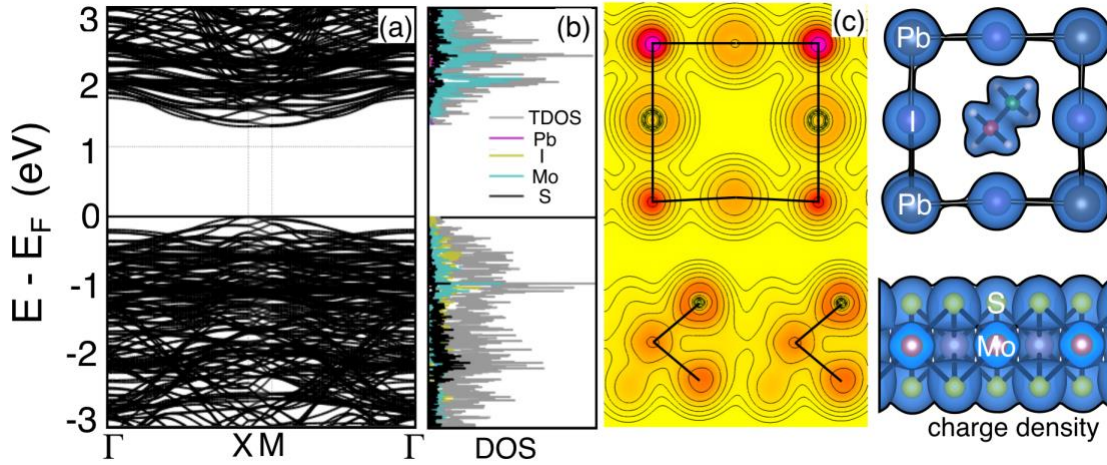 (a)
(b)
(c)
E - E_F (eV)
3
2
1
0
-1
-2
-3
Γ
X M
Γ
TDOS
Pb
I
Mo
S
DOS
Pb
I
Pb
S
Mo
charge density